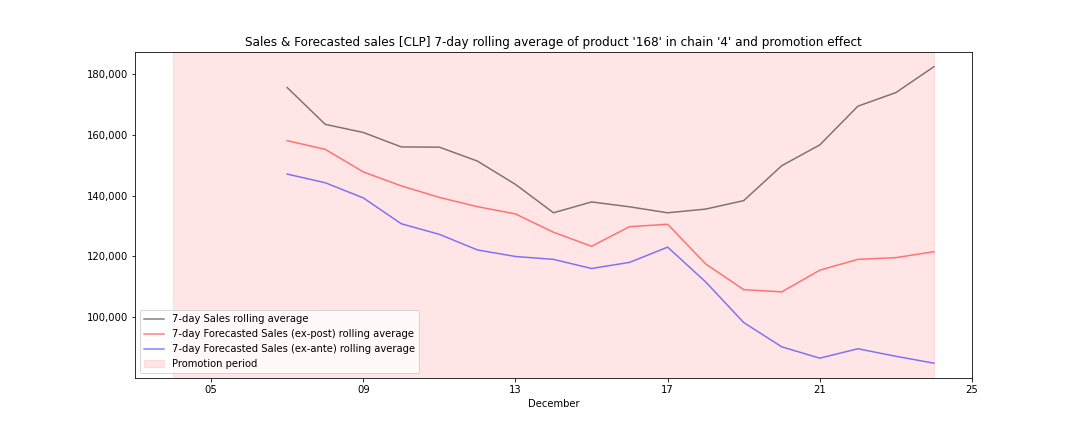 Sales & Forecasted sales [CLP] 7-day rolling average of product '168' in chain '4' and promotion effect
180,000
160,000
140,000
120,000
100,000
7-day Sales rolling average
7-day Forecasted Sales (ex-post) rolling average
7-day Forecasted Sales (ex-ante) rolling average
Promotion period
05 09 13 17 21 25
December